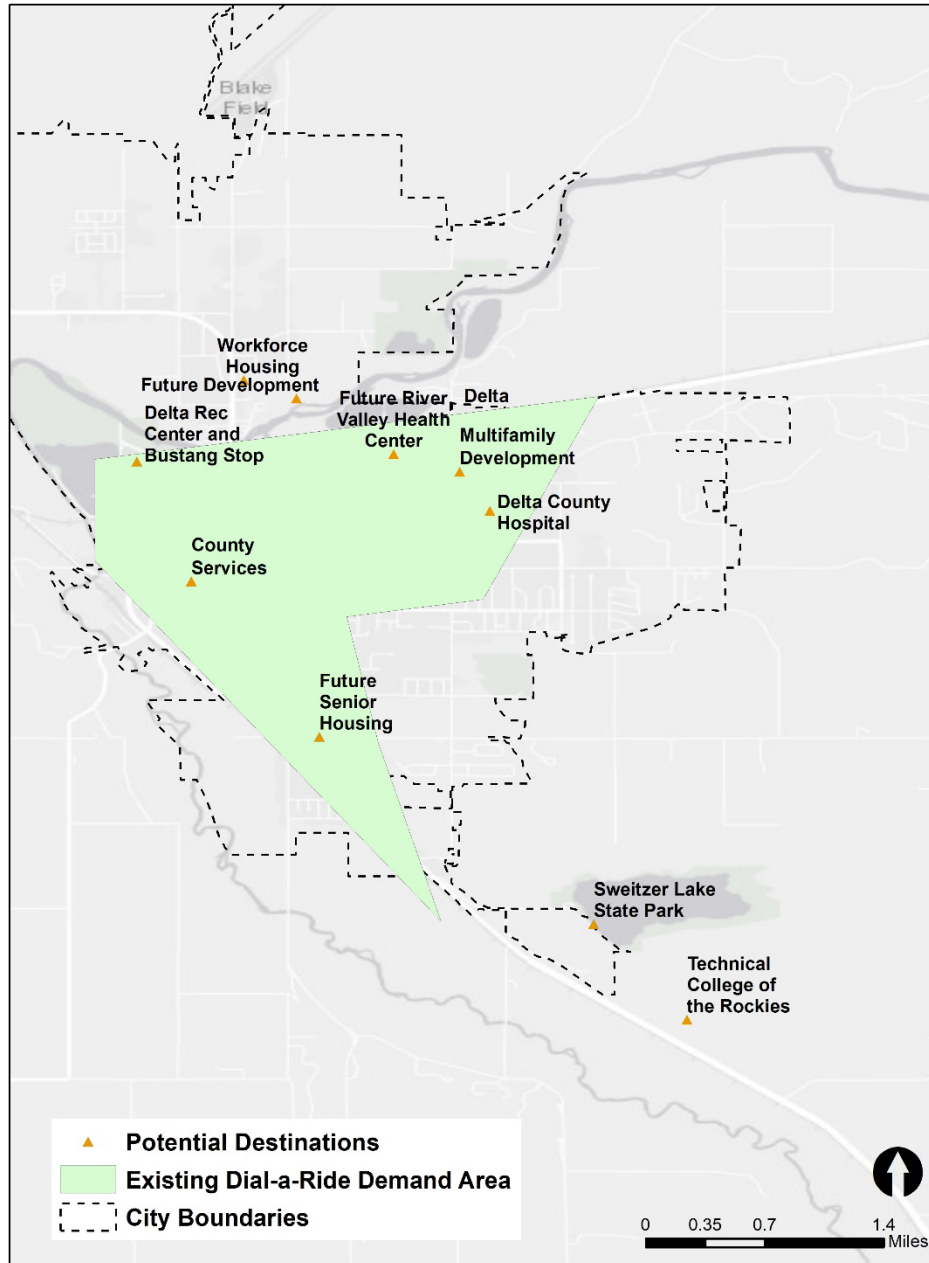 Blake
Field
Workforce
Housing
Future Development
Delta Rec
Center and
Bustang Stop
Future River
Valley Health
Center
Delta
Multifamily
Development
Delta County
Hospital
County
Services
Future
Senior
Housing
Sweitzer Lake
State Park
Technical
College of
the Rockies
Potential Destinations
Existing Dial-a-Ride Demand Area
City Boundaries
0 0.35 0.7 1.4
Miles